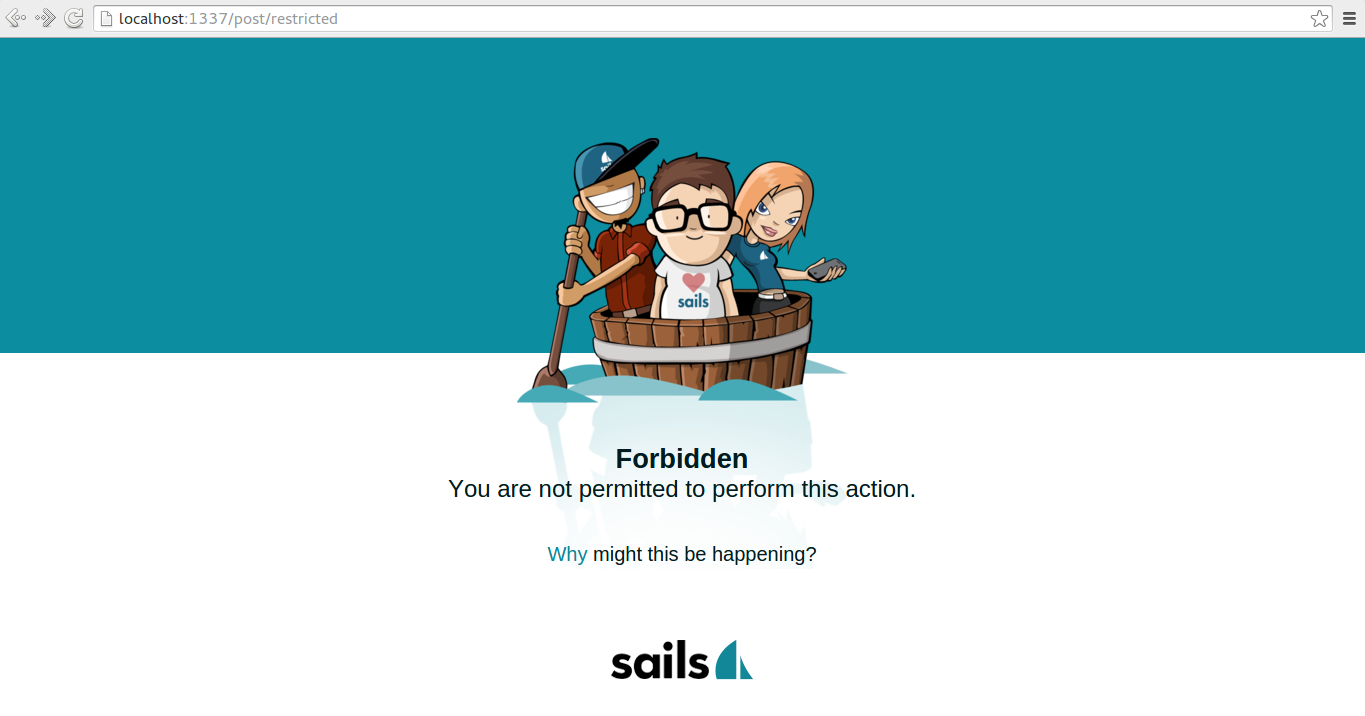 localhost:1337/post/restricted
sails
Forbidden
You are not permitted to perform this action.
Why might this be happening?
sails